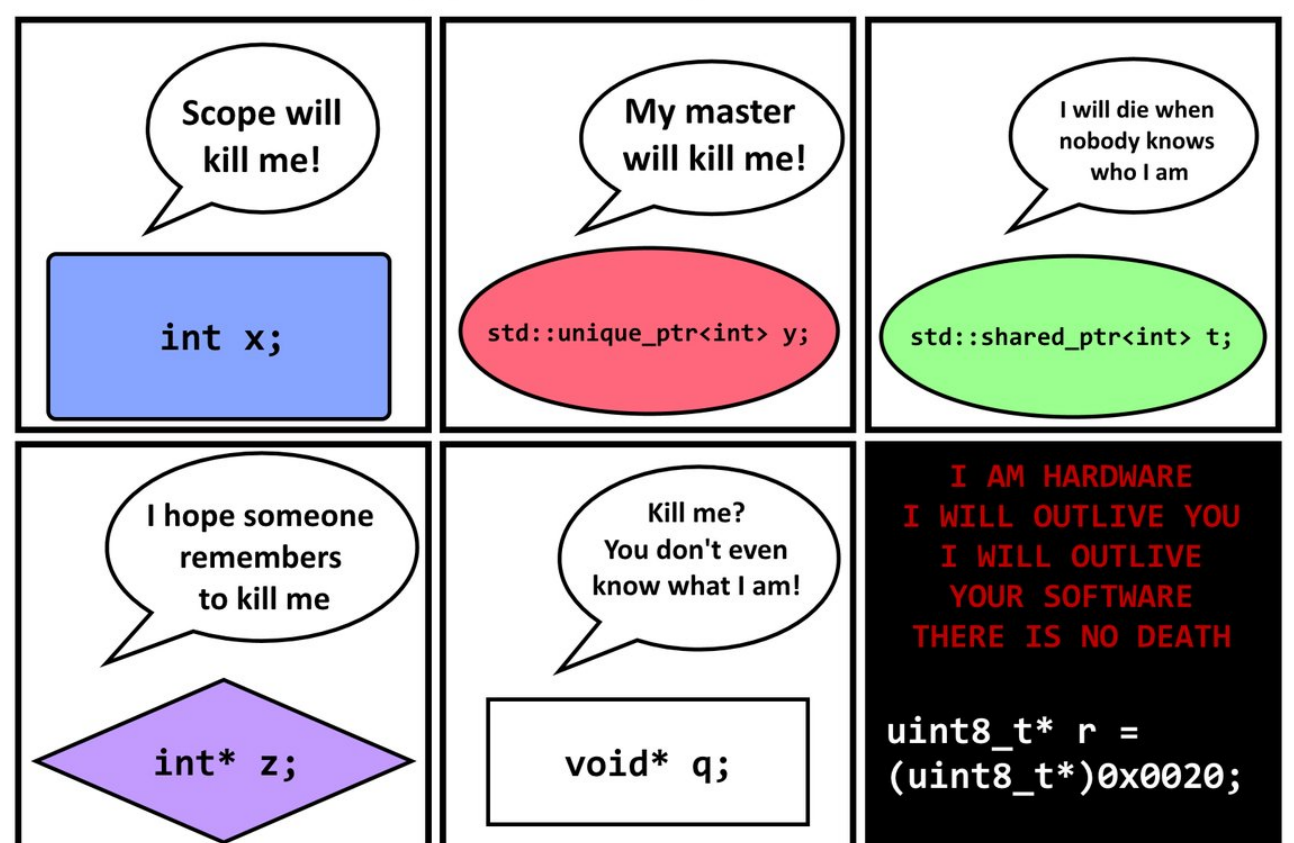 Scope will
kill me!
int x;
My master
will kill me!
std::unique_ptr<int> y;
I will die when
nobody knows
who I am
std::shared_ptr<int> t;
I hope someone
remembers
to kill me
int* z;
Kill me?
You don't even
know what I am!
void* q;
I AM HARDWARE
I WILL OUTLIVE YOU
I WILL OUTLIVE
YOUR SOFTWARE
THERE IS NO DEATH
uint8_t* r =
(uint8_t*)0x0020;